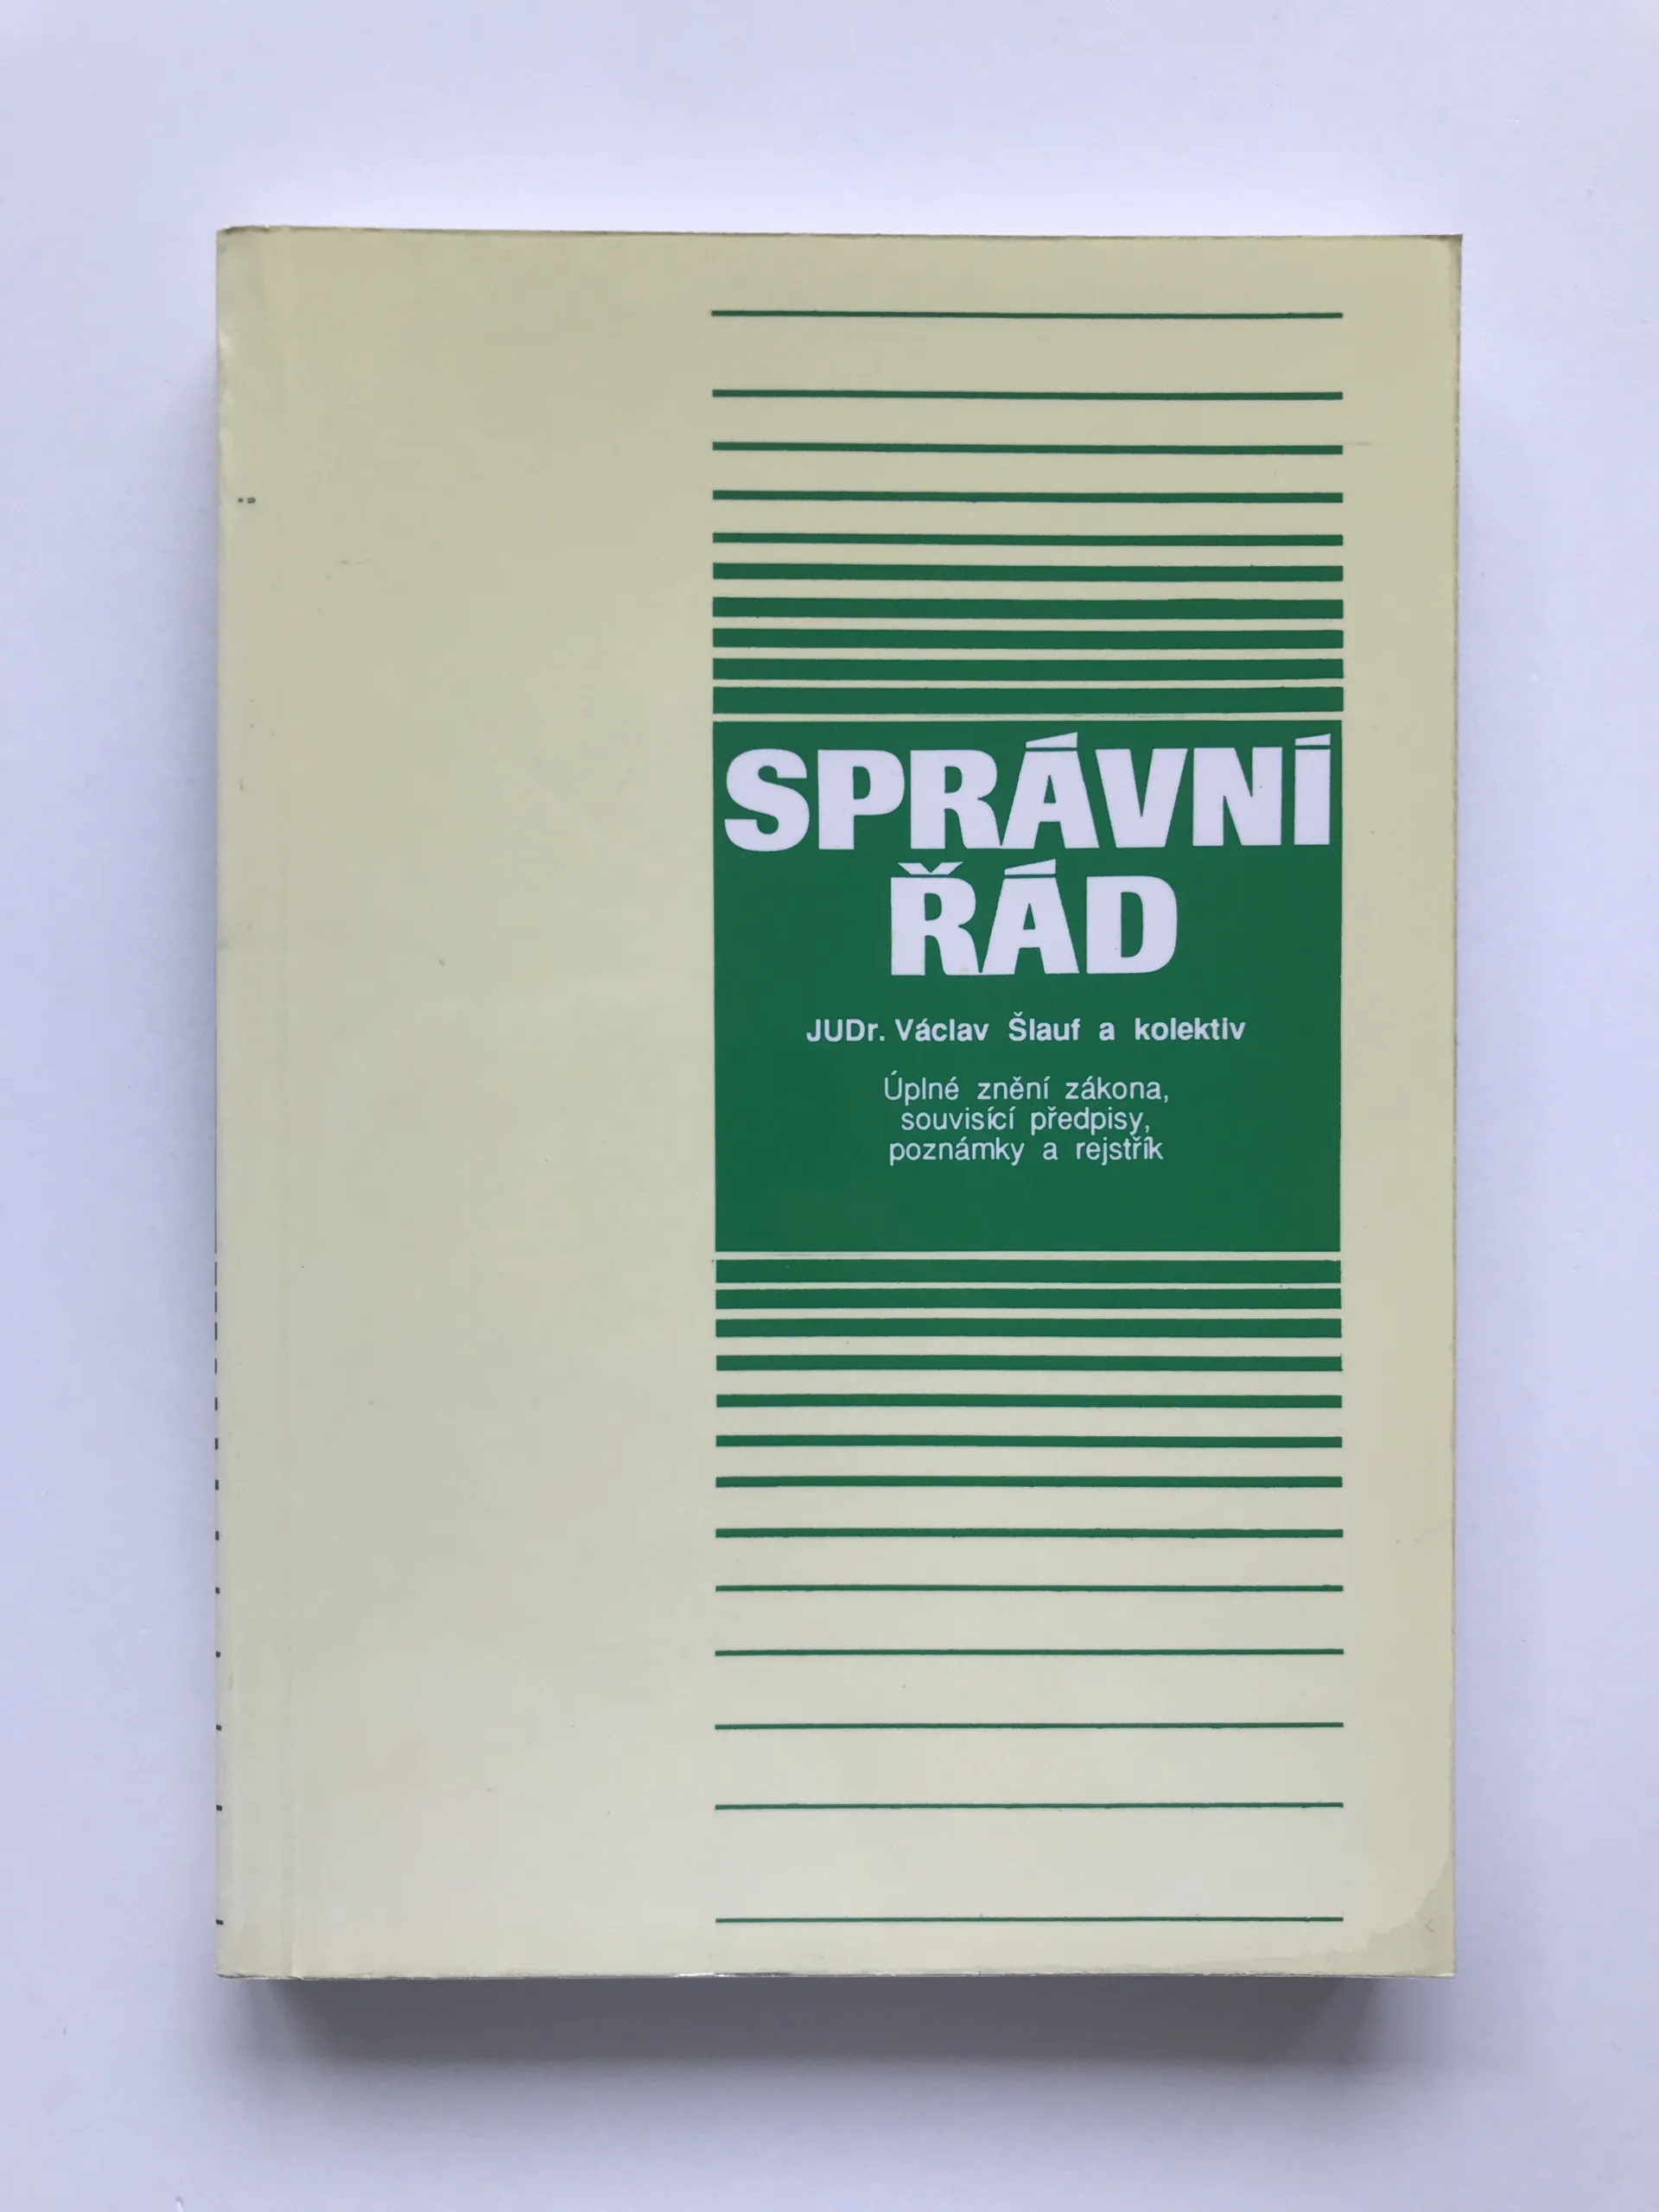 SPRÁVNÍ
ŘÁD
JUDr. Václav Šlauf a kolektiv
Úplné znění zákona,
souvisící předpisy,
poznámky a rejstřík